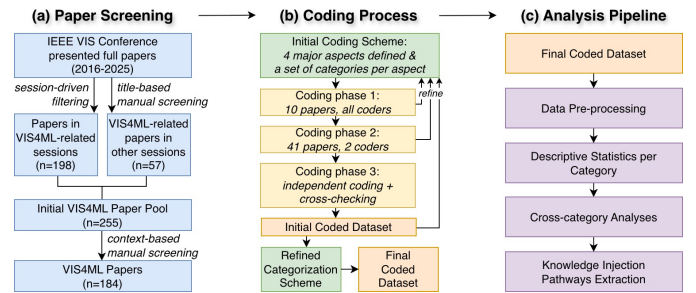 (a) Paper Screening
IEEE VIS Conference
presented full papers
(2016-2025)
session-driven
filtering
title-based
manual screening
Papers in
VIS4ML-related
sessions
(n=198)
VIS4ML-related
papers in
other sessions
(n=57)
Initial VIS4ML Paper Pool
(n=255)
context-based
manual screening
VIS4ML Papers
(n=184)
(b) Coding Process
Initial Coding Scheme:
4 major aspects defined &
a set of categories per aspect
refine
Coding phase 1:
10 papers, all coders
Coding phase 2:
41 papers, 2 coders
Coding phase 3:
independent coding +
cross-checking
Initial Coded Dataset
Refined
Categorization
Scheme
Final
Coded
Dataset
(c) Analysis Pipeline
Final Coded Dataset
Data Pre-processing
Descriptive Statistics per
Category
Cross-category Analyses
Knowledge Injection
Pathways Extraction